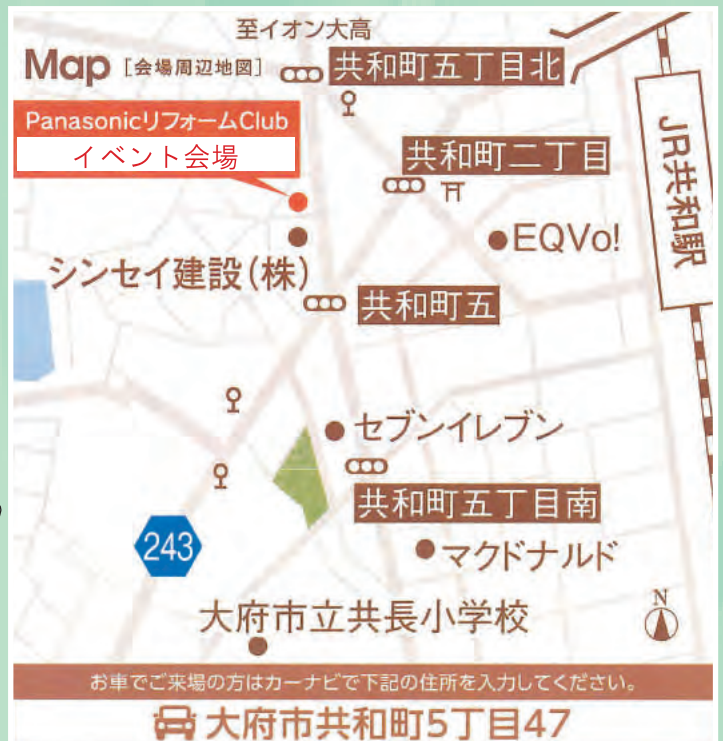 至イオン大高
Map [会場周辺地図]
共和町五丁目北
PanasonicリフォームClub
イベント会場
共和町二丁目
JR共和駅
EQVo!
シンセイ建設(株)
共和町五
セブンイレブン
共和町五丁目南
243
マクドナルド
大府市立共長小学校
N
お車でご来場の方はカーナビで下記の住所を入力してください。
大府市共和町5丁目47